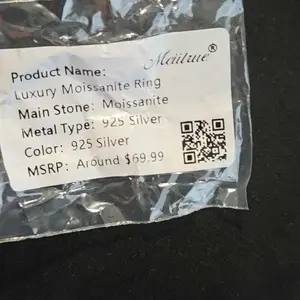 Meiitrue®
Product Name:
Luxury Moissanite Ring
Main Stone: Moissanite
Metal Type: 925 Silver
Color: 925 Silver
MSRP: Around $69.99